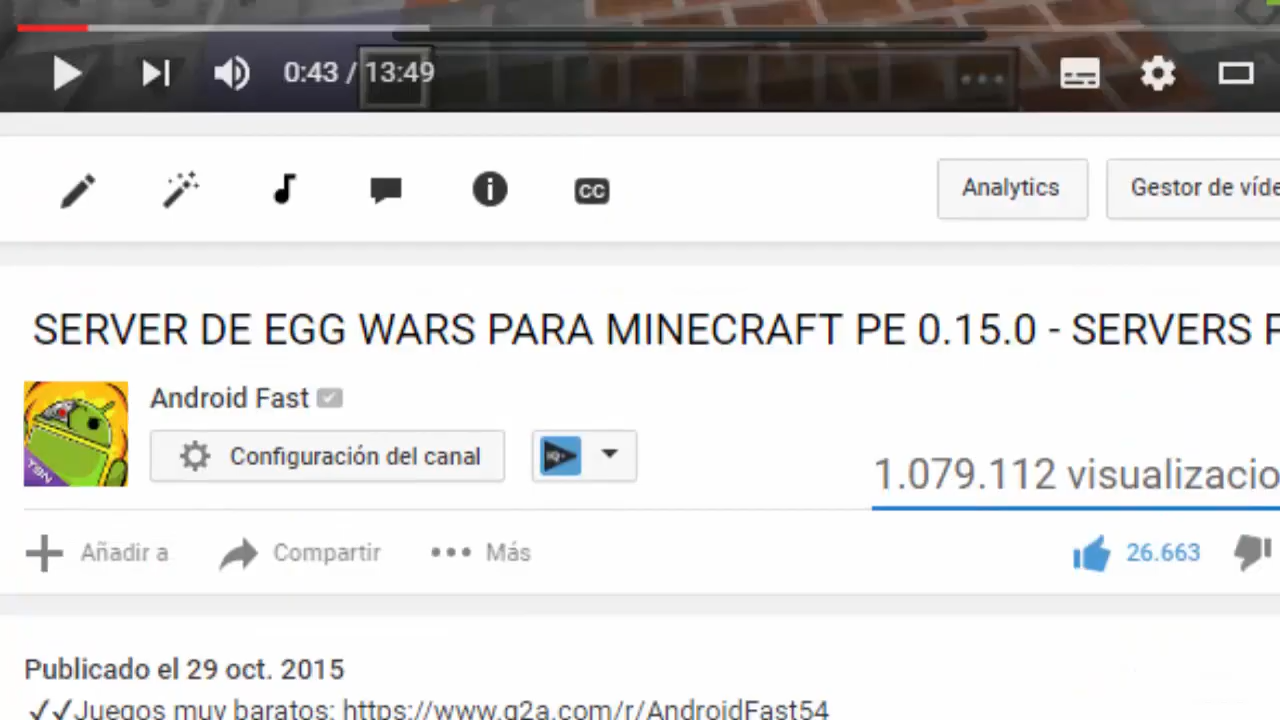 0:43 / 13:49
CC
Analytics
Gestor de víde
SERVER DE EGG WARS PARA MINECRAFT PE 0.15.0 - SERVERS P
Android Fast
TGN
Configuración del canal
1.079.112 visualizacio
Añadir a
Compartir
Más
26.663
Publicado el 29 oct. 2015
✓✓Juegos muy baratos: https://www.g2a.com/r/AndroidFast54